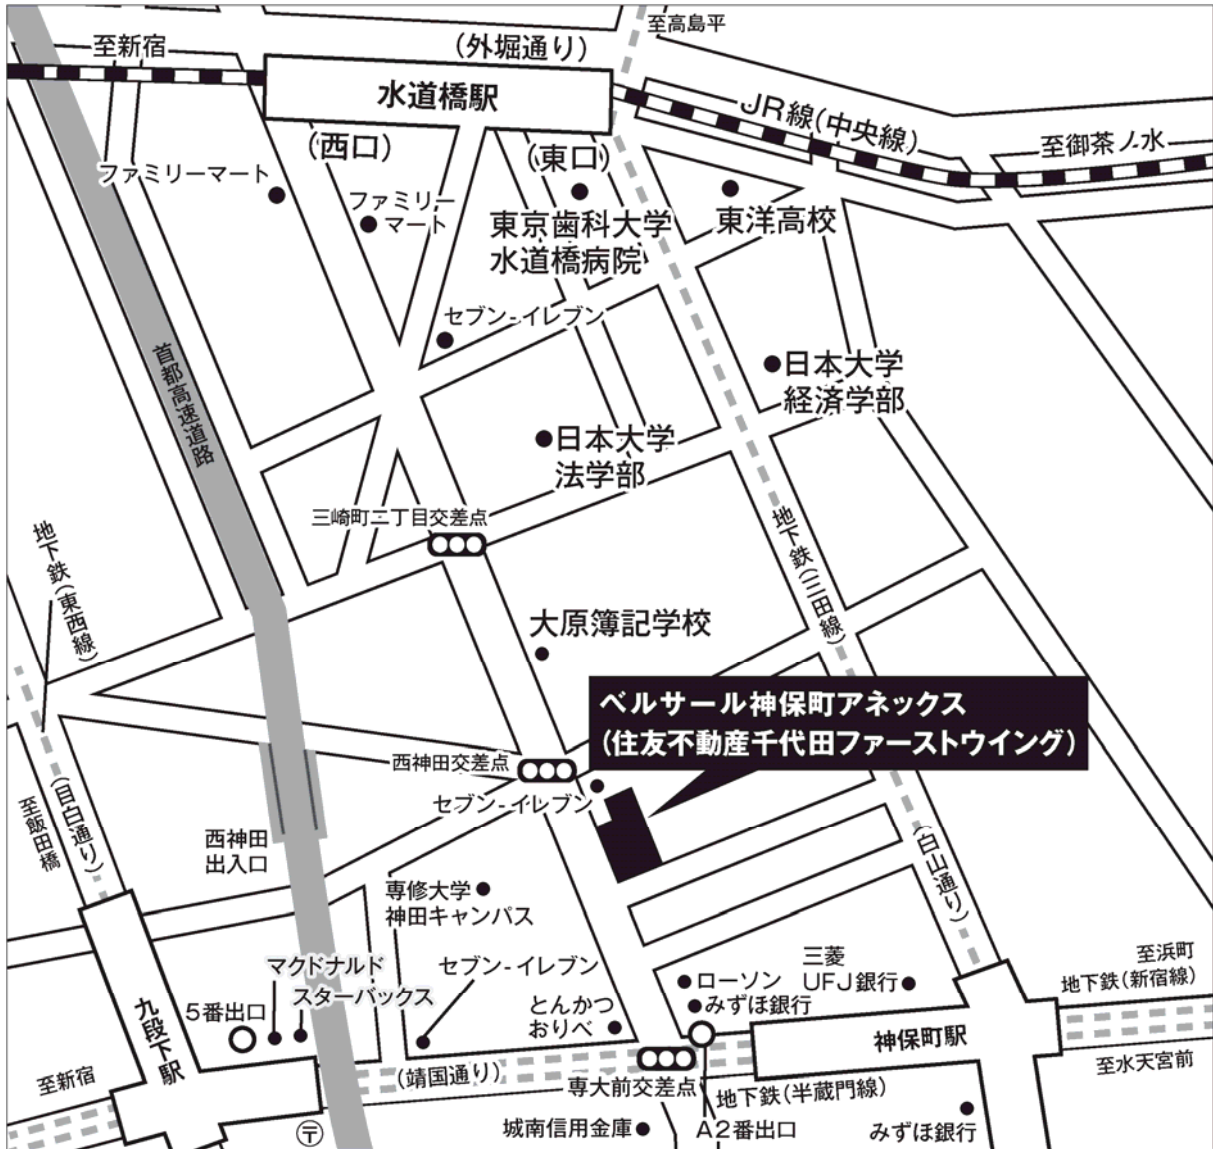 至高島平
至新宿
(外堀通り)
水道橋駅
JR線(中央線)
至御茶ノ水
(西口)
(東口)
ファミリーマート
ファミリー
マート
東京歯科大学
水道橋病院
東洋高校
セブン-イレブン
首都高速道路
日本大学
経済学部
日本大学
法学部
三崎町二丁目交差点
地下鉄(東西線)
地下鉄(三田線)
大原簿記学校
ベルサール神保町アネックス
(住友不動産千代田ファーストウイング)
西神田交差点
セブン-イレブン
(目白通り)
至飯田橋
西神田
出入口
(白山通り)
専修大学
神田キャンパス
マクドナルド
スターバックス
セブン-イレブン
5番出口
とんかつ
おりべ
ローソン
みずほ銀行
三菱
UFJ銀行
至浜町
地下鉄(新宿線)
九段下駅
神保町駅
至新宿
(靖国通り)
専大前交差点
地下鉄(半蔵門線)
至水天宮前
〒
城南信用金庫
A2番出口
みずほ銀行